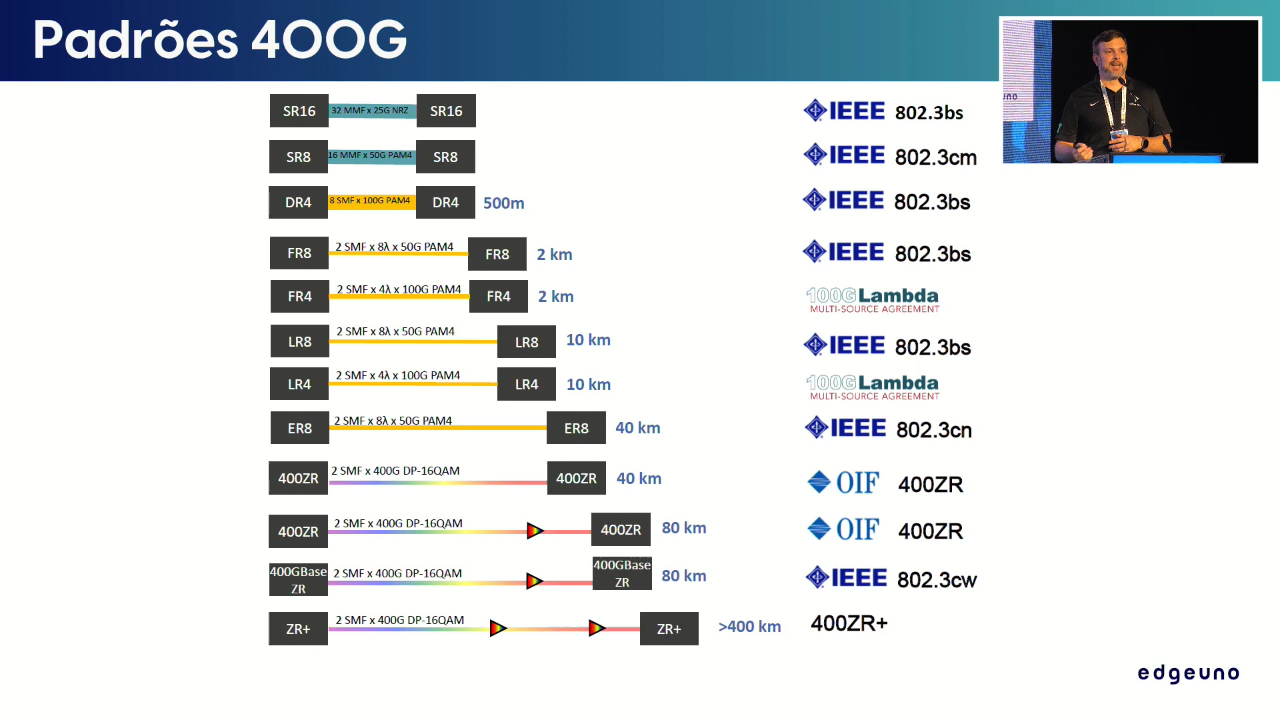 Padrões 400G
SR16 32 MMF x 25G NRZ SR16 IEEE 802.3bs
SR8 16 MMF x 50G PAM4 SR8 IEEE 802.3cm
DR4 8 SMF x 100G PAM4 DR4 500m IEEE 802.3bs
FR8 2 SMF x 8λ x 50G PAM4 FR8 2 km IEEE 802.3bs
FR4 2 SMF x 4λ x 100G PAM4 FR4 2 km 100G Lambda
MULTI-SOURCE AGREEMENT
LR8 2 SMF x 8λ x 50G PAM4 LR8 10 km IEEE 802.3bs
LR4 2 SMF x 4λ x 100G PAM4 LR4 10 km 100G Lambda
MULTI-SOURCE AGREEMENT
ER8 2 SMF x 8λ x 50G PAM4 ER8 40 km IEEE 802.3cn
400ZR 2 SMF x 400G DP-16QAM 400ZR 40 km OIF 400ZR
400ZR 2 SMF x 400G DP-16QAM 400ZR 80 km OIF 400ZR
400GBase
ZR 2 SMF x 400G DP-16QAM 400GBase
ZR 80 km IEEE 802.3cw
ZR+ 2 SMF x 400G DP-16QAM ZR+ >400 km 400ZR+
edgeuno